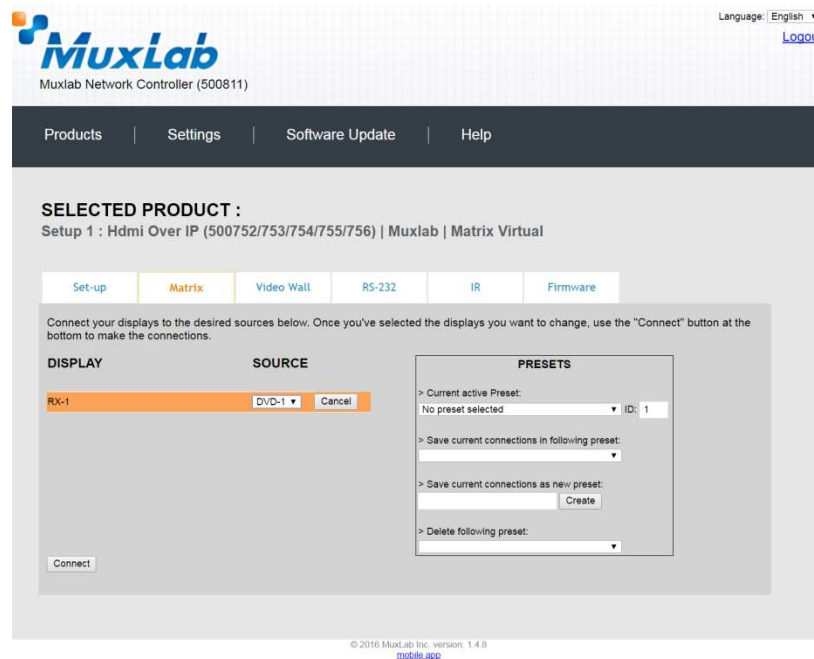 Language: English
MuxLab
Logou
Muxlab Network Controller (500811)
Products | Settings | Software Update | Help
SELECTED PRODUCT :
Setup 1 : Hdmi Over IP (500752/753/754/755/756) | Muxlab | Matrix Virtual
Set-up Matrix Video Wall RS-232 IR Firmware
Connect your displays to the desired sources below. Once you've selected the displays you want to change, use the "Connect" button at the
bottom to make the connections.
DISPLAY SOURCE
RX-1 DVD-1 Cancel
PRESETS
> Current active Preset:
No preset selected ID: 1
> Save current connections in following preset:
> Save current connections as new preset:
Create
> Delete following preset:
Connect
© 2016 MuxLab Inc. version: 1.4.8
mobile app